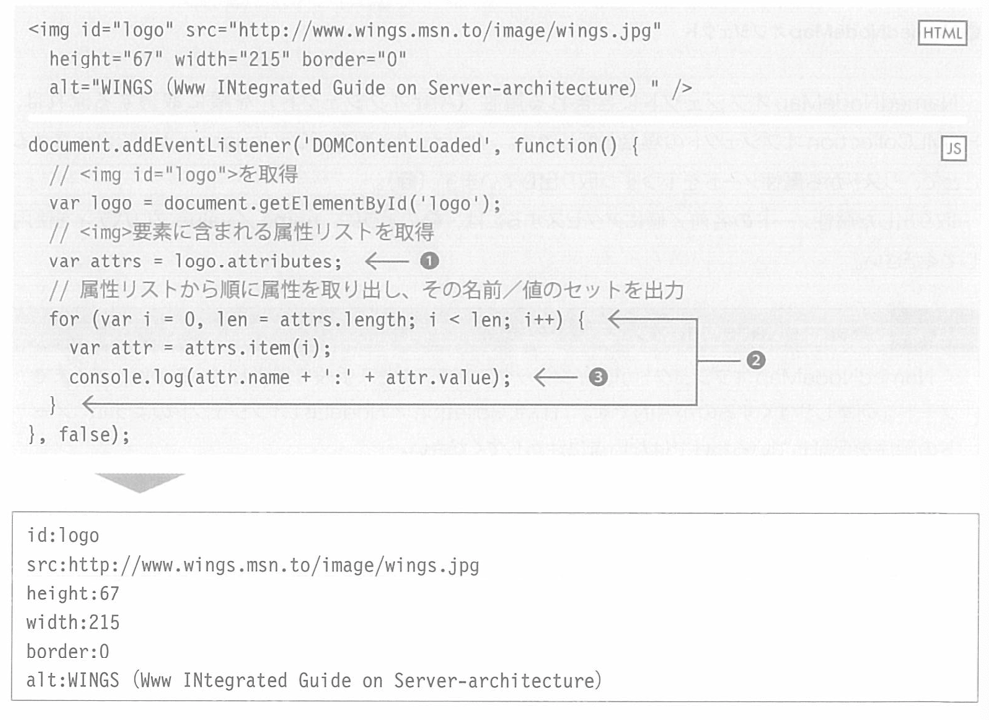 <img id="logo" src="http://www.wings.msn.to/image/wings.jpg"
HTML
height="67" width="215" border="0"
alt="WINGS (Www INtegrated Guide on Server-architecture) " />
document.addEventListener('DOMContentLoaded', function() {
JS
// <img id="logo">を取得
var logo = document.getElementById('logo');
// <img>要素に含まれる属性リストを取得
var attrs = logo.attributes; ← ❶
// 属性リストから順に属性を取り出し、その名前／値のセットを出力
for (var i = 0, len = attrs.length; i < len; i++) { ←
var attr = attrs.item(i);
❷
console.log(attr.name + ':' + attr.value); ← ❸
} ←
}, false);
id:logo
src:http://www.wings.msn.to/image/wings.jpg
height:67
width:215
border:0
alt:WINGS (Www INtegrated Guide on Server-architecture)